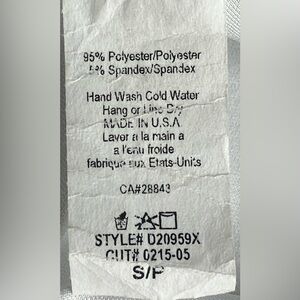 95% Polyester/Polyester
5% Spandex/Spandex
Hand Wash Cold Water
Hang or Line Dry
MADE IN U.S.A
Laver a la main a
a l'eau froide
fabrique aux Etats-Unis
CA#28843
STYLE# D20959X
CUT# 0215-05
S/P